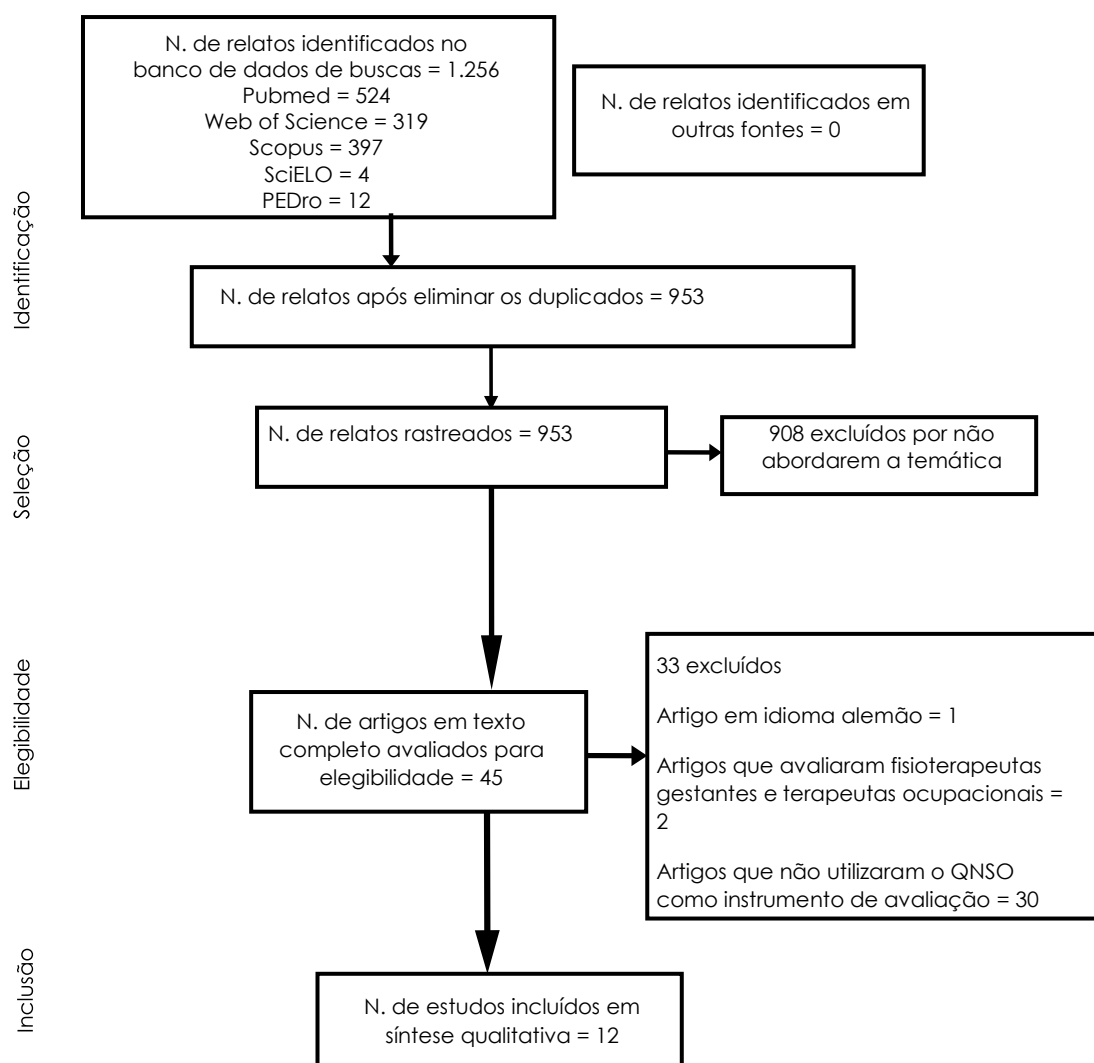 N. de relatos identificados no
banco de dados de buscas = 1.256
Pubmed = 524
Web of Science = 319
Scopus = 397
SciELO = 4
PEDro = 12
N. de relatos identificados em
outras fontes = 0
Identificação
N. de relatos após eliminar os duplicados = 953
Seleção
N. de relatos rastreados = 953
908 excluídos por não
abordarem a temática
Elegibilidade
N. de artigos em texto
completo avaliados para
elegibilidade = 45
33 excluídos
Artigo em idioma alemão = 1
Artigos que avaliaram fisioterapeutas
gestantes e terapeutas ocupacionais =
2
Artigos que não utilizaram o QNSO
como instrumento de avaliação = 30
Inclusão
N. de estudos incluídos em
síntese qualitativa = 12